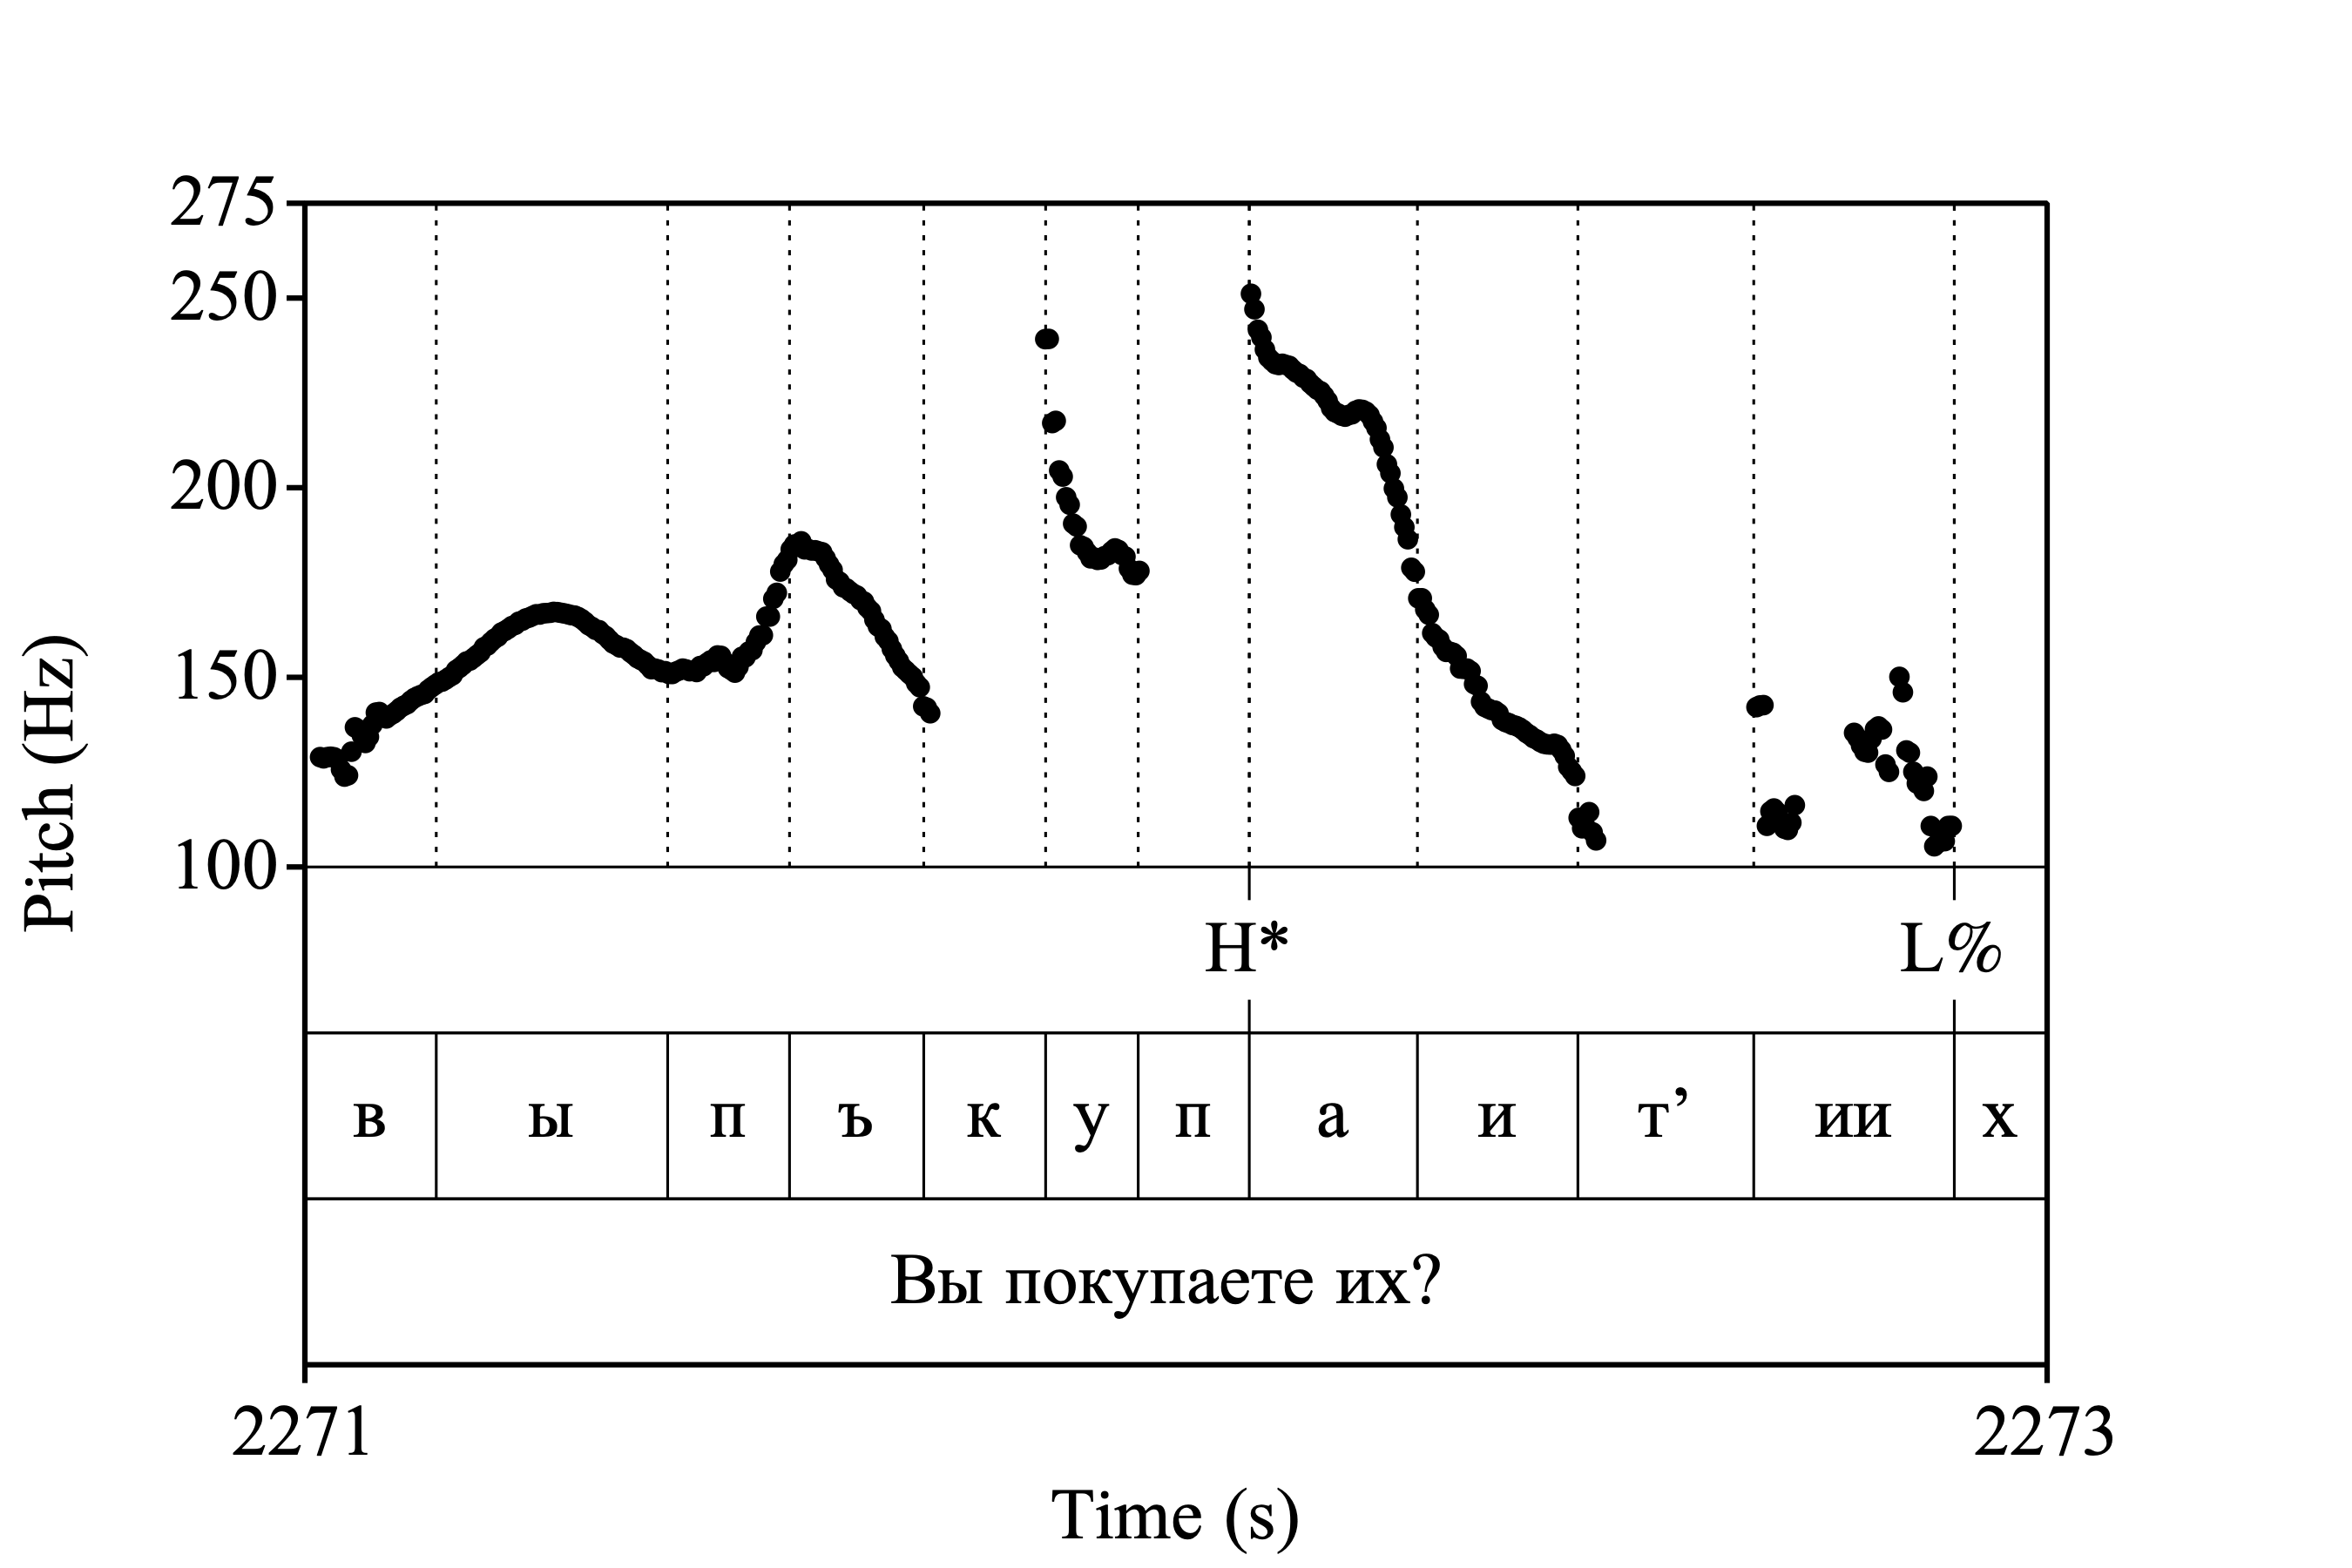 275
250
200
150
100
Pitch (Hz)
H* L%
в ы п ъ к у п а и т’ ии х
Вы покупаете их?
2271 2273
Time (s)